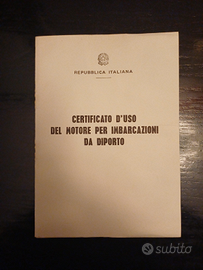 REPUBBLICA ITALIANA
CERTIFICATO D'USO
DEL MOTORE PER IMBARCAZIONI
DA DIPORTO
subito